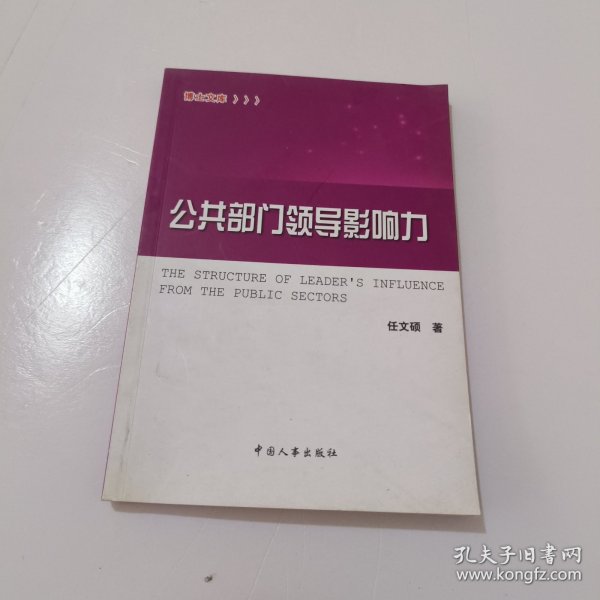 博士文库 》》》
公共部门领导影响力
THE STRUCTURE OF LEADER'S INFLUENCE
FROM THE PUBLIC SECTORS
任文硕 著
中国人事出版社
孔夫子旧书网
www.kongfz.com